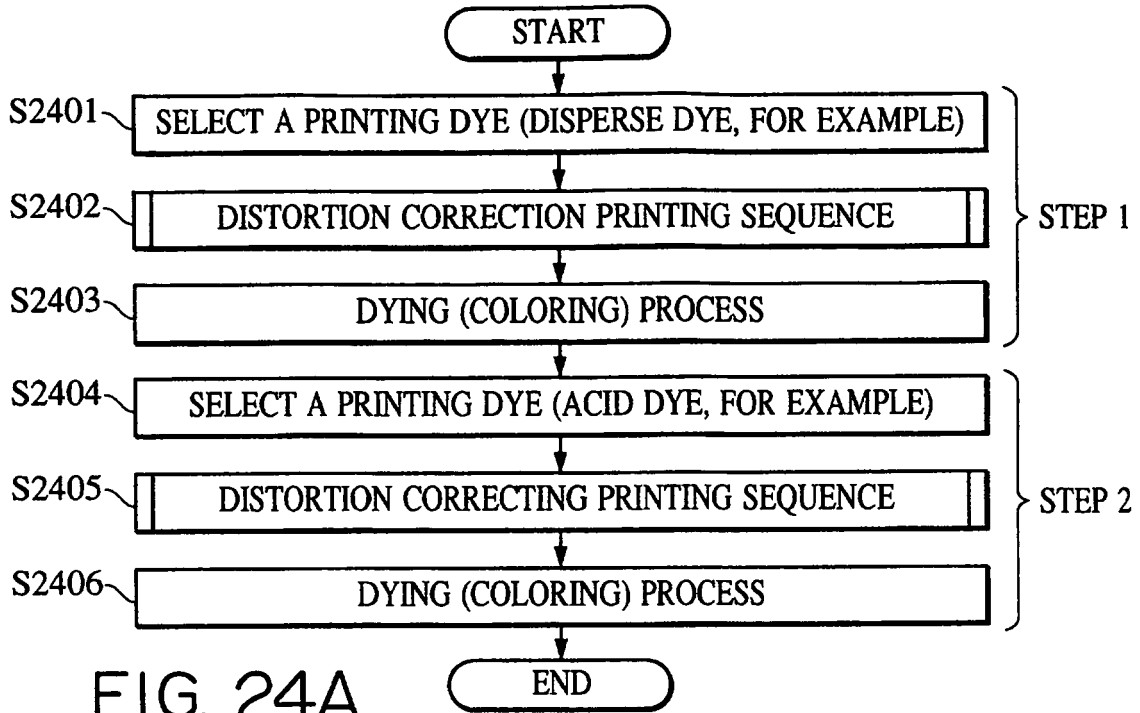 START
S2401 SELECT A PRINTING DYE (DISPERSE DYE, FOR EXAMPLE)
S2402 DISTORTION CORRECTION PRINTING SEQUENCE
STEP 1
S2403 DYING (COLORING) PROCESS
S2404 SELECT A PRINTING DYE (ACID DYE, FOR EXAMPLE)
S2405 DISTORTION CORRECTING PRINTING SEQUENCE
STEP 2
S2406 DYING (COLORING) PROCESS
END
FIG. 24A